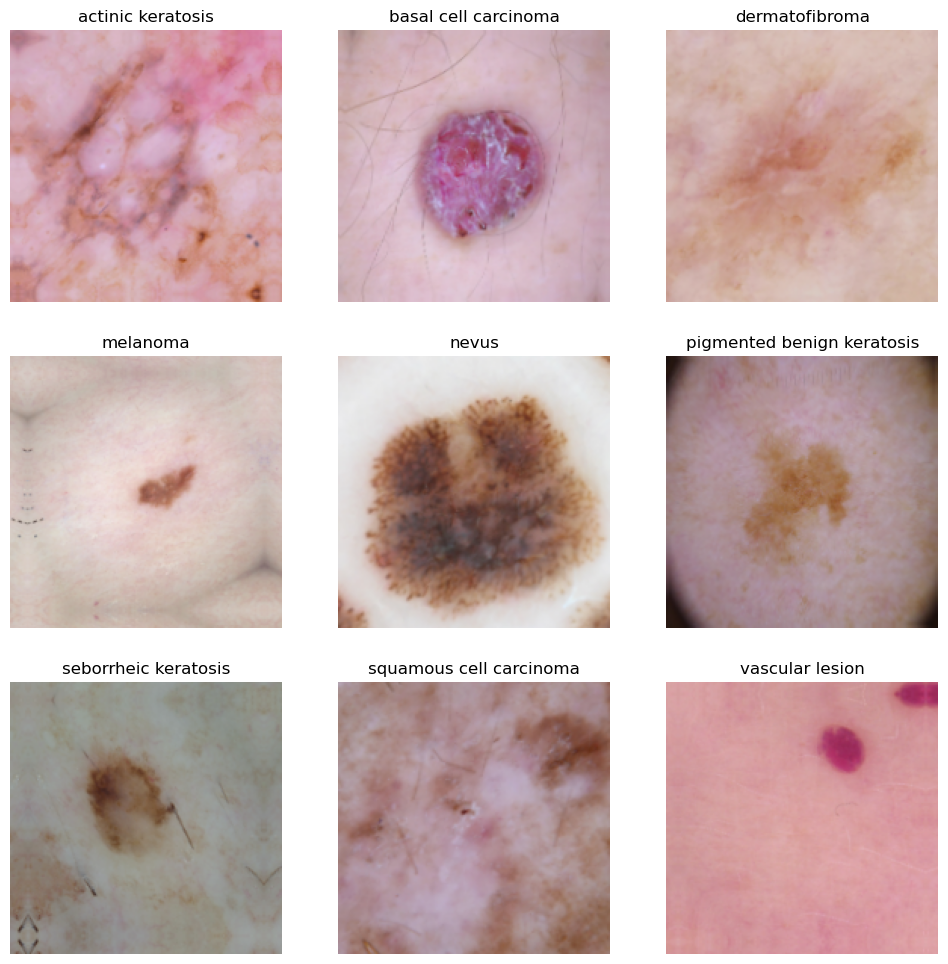 actinic keratosis
basal cell carcinoma
dermatofibroma
melanoma
nevus
pigmented benign keratosis
seborrheic keratosis
squamous cell carcinoma
vascular lesion